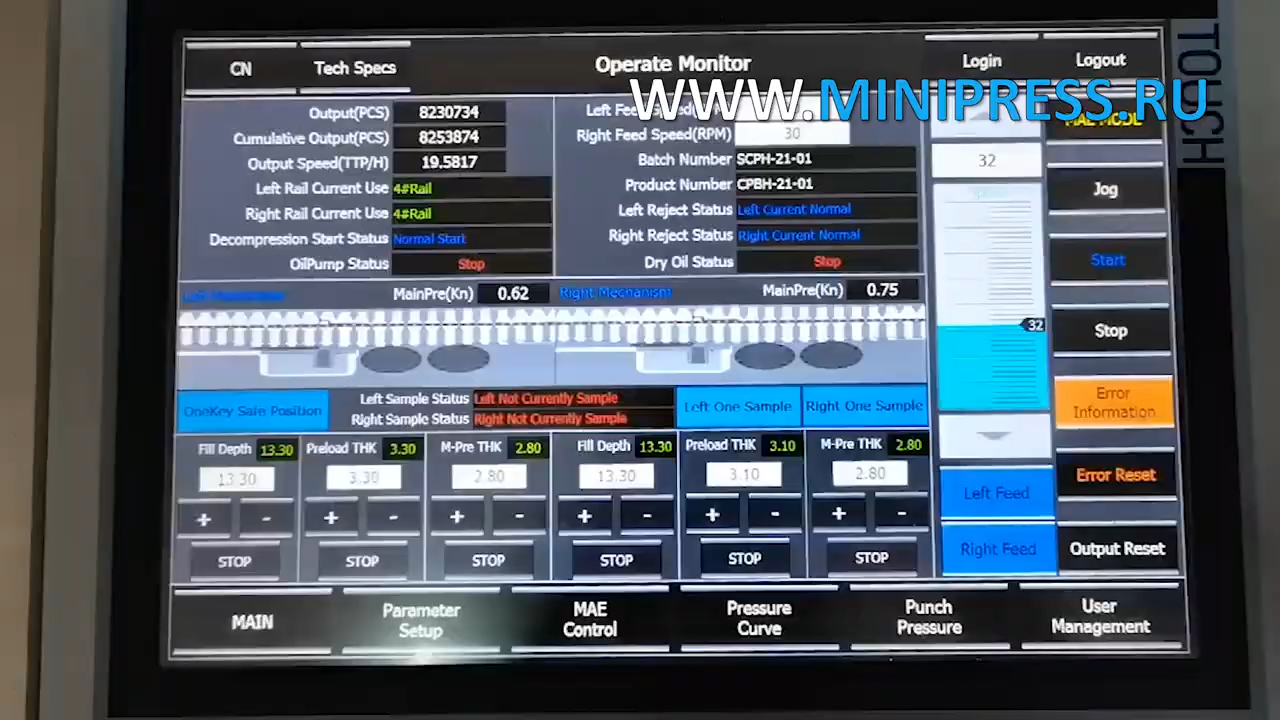 CN
Tech Specs
Operate Monitor
Login
Logout
TOUCH
WWW.MINIPRESS.RU
Output(PCS) 8230734
Cumulative Output(PCS) 8253874
Output Speed(TTP/H) 19.5817
Left Rail Current Use 4#Rail
Right Rail Current Use 4#Rail
Decompression Start Status Normal Start
OilPump Status Stop
Left Feed
Right Feed Speed(RPM) 30
Batch Number SCPH-21-01
Product Number CPBH-21-01
Left Reject Status Left Current Normal
Right Reject Status Right Current Normal
Dry Oil Status Stop
MainPre(Kn) 0.62
Right Mechanism
MainPre(Kn) 0.75
OneKey Safe Position
Left Sample Status Left Not Currently Sample
Right Sample Status Right Not Currently Sample
Left One Sample
Right One Sample
Fill Depth 13.30
Preload THK 3.30
M-Pre THK 2.80
Fill Depth 13.30
Preload THK 3.10
M-Pre THK 2.80
13.30
3.30
2.80
13.30
3.10
2.80
+ - + - + - + - + - + -
STOP STOP STOP STOP STOP STOP
32
32
Left Feed
Right Feed
MAE MODE
Jog
Start
Stop
Error
Information
Error Reset
Output Reset
MAIN
Parameter
Setup
MAE
Control
Pressure
Curve
Punch
Pressure
User
Management